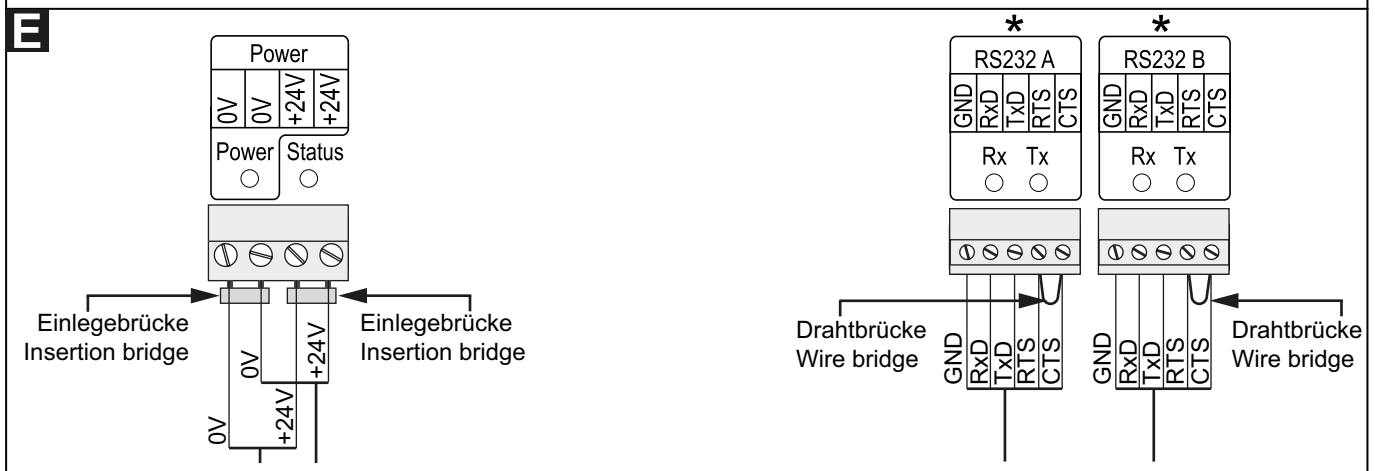 E
Power
0V 0V +24V +24V
Power Status
Einlegebrücke
Insertion bridge
Einlegebrücke
Insertion bridge
0V
+24V
0V
+24V
*
RS232 A
GND RxD TxD RTS CTS
Rx Tx
*
RS232 B
GND RxD TxD RTS CTS
Rx Tx
Drahtbrücke
Wire bridge
GND RxD TxD RTS CTS
GND RxD TxD RTS CTS
Drahtbrücke
Wire bridge